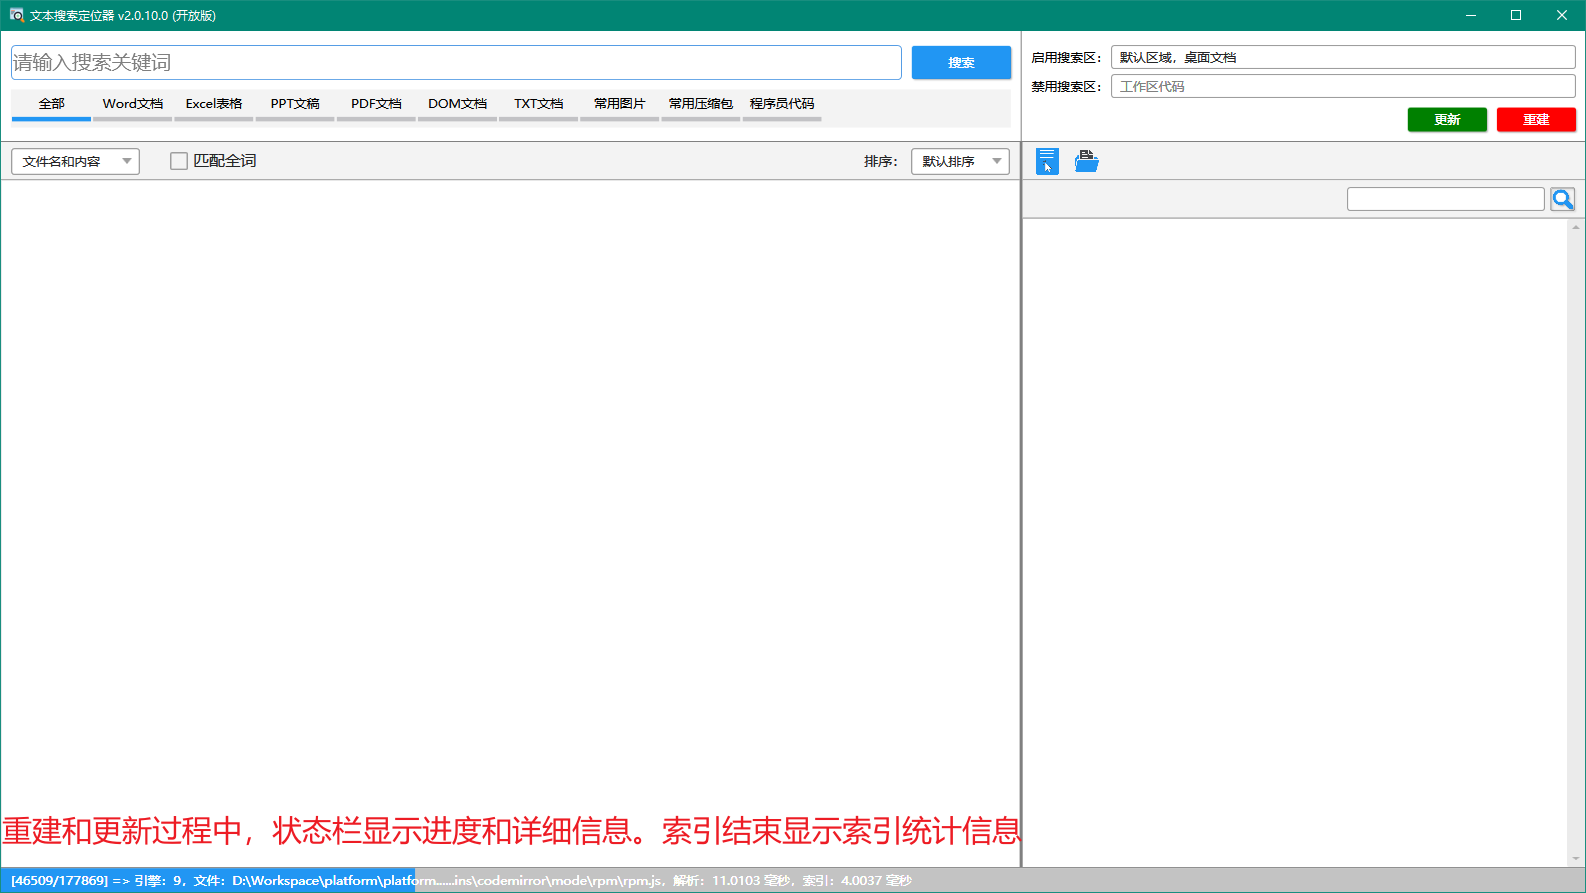 文本搜索定位器 v2.0.10.0 (开放版)
请输入搜索关键词
搜索
全部 Word文档 Excel表格 PPT文稿 PDF文档 DOM文档 TXT文档 常用图片 常用压缩包 程序员代码
启用搜索区： 默认区域，桌面文档
禁用搜索区： 工作区代码
更新 重建
文件名和内容 匹配全词 排序： 默认排序
重建和更新过程中，状态栏显示进度和详细信息。索引结束显示索引统计信息
[46509/177869] => 引擎：9，文件：D:\Workspace\platform\platform......ins\codemirror\mode\rpm\rpm.js，解析：11.0103 毫秒，索引：4.0037 毫秒